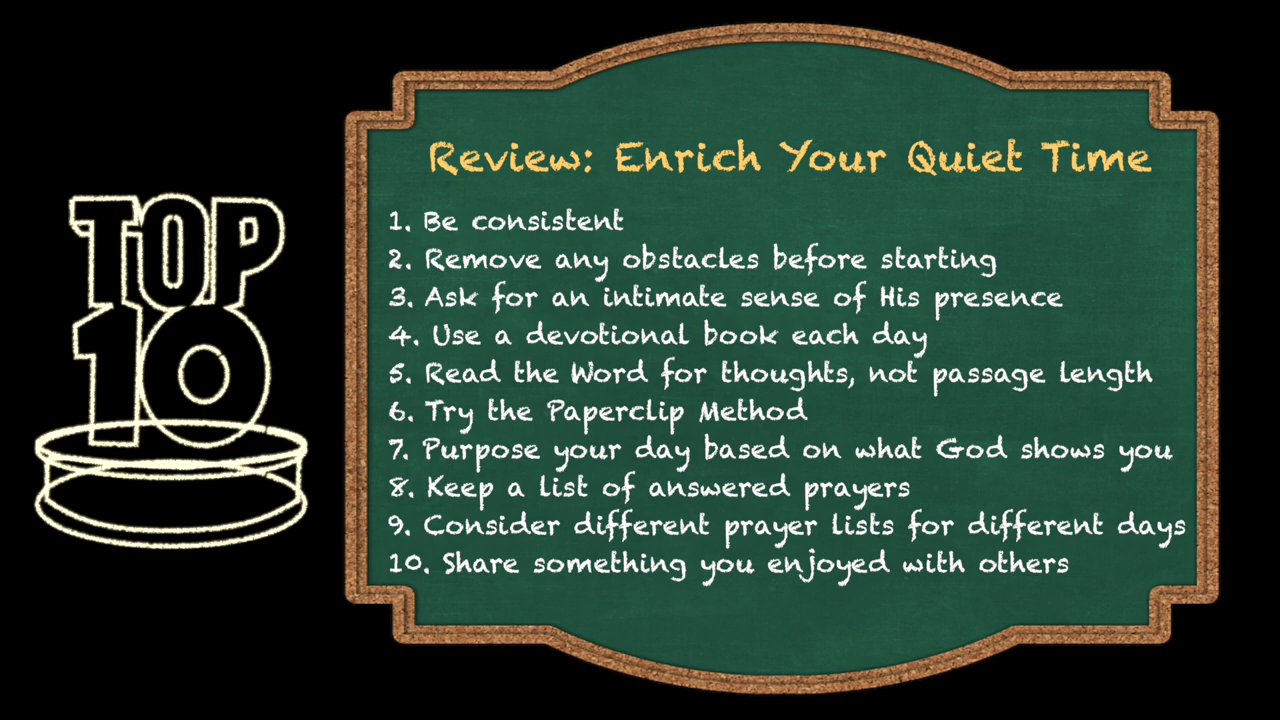 TOP
10
Review: Enrich Your Quiet Time
1. Be consistent
2. Remove any obstacles before starting
3. Ask for an intimate sense of His presence
4. Use a devotional book each day
5. Read the Word for thoughts, not passage length
6. Try the Paperclip Method
7. Purpose your day based on what God shows you
8. Keep a list of answered prayers
9. Consider different prayer lists for different days
10. Share something you enjoyed with others